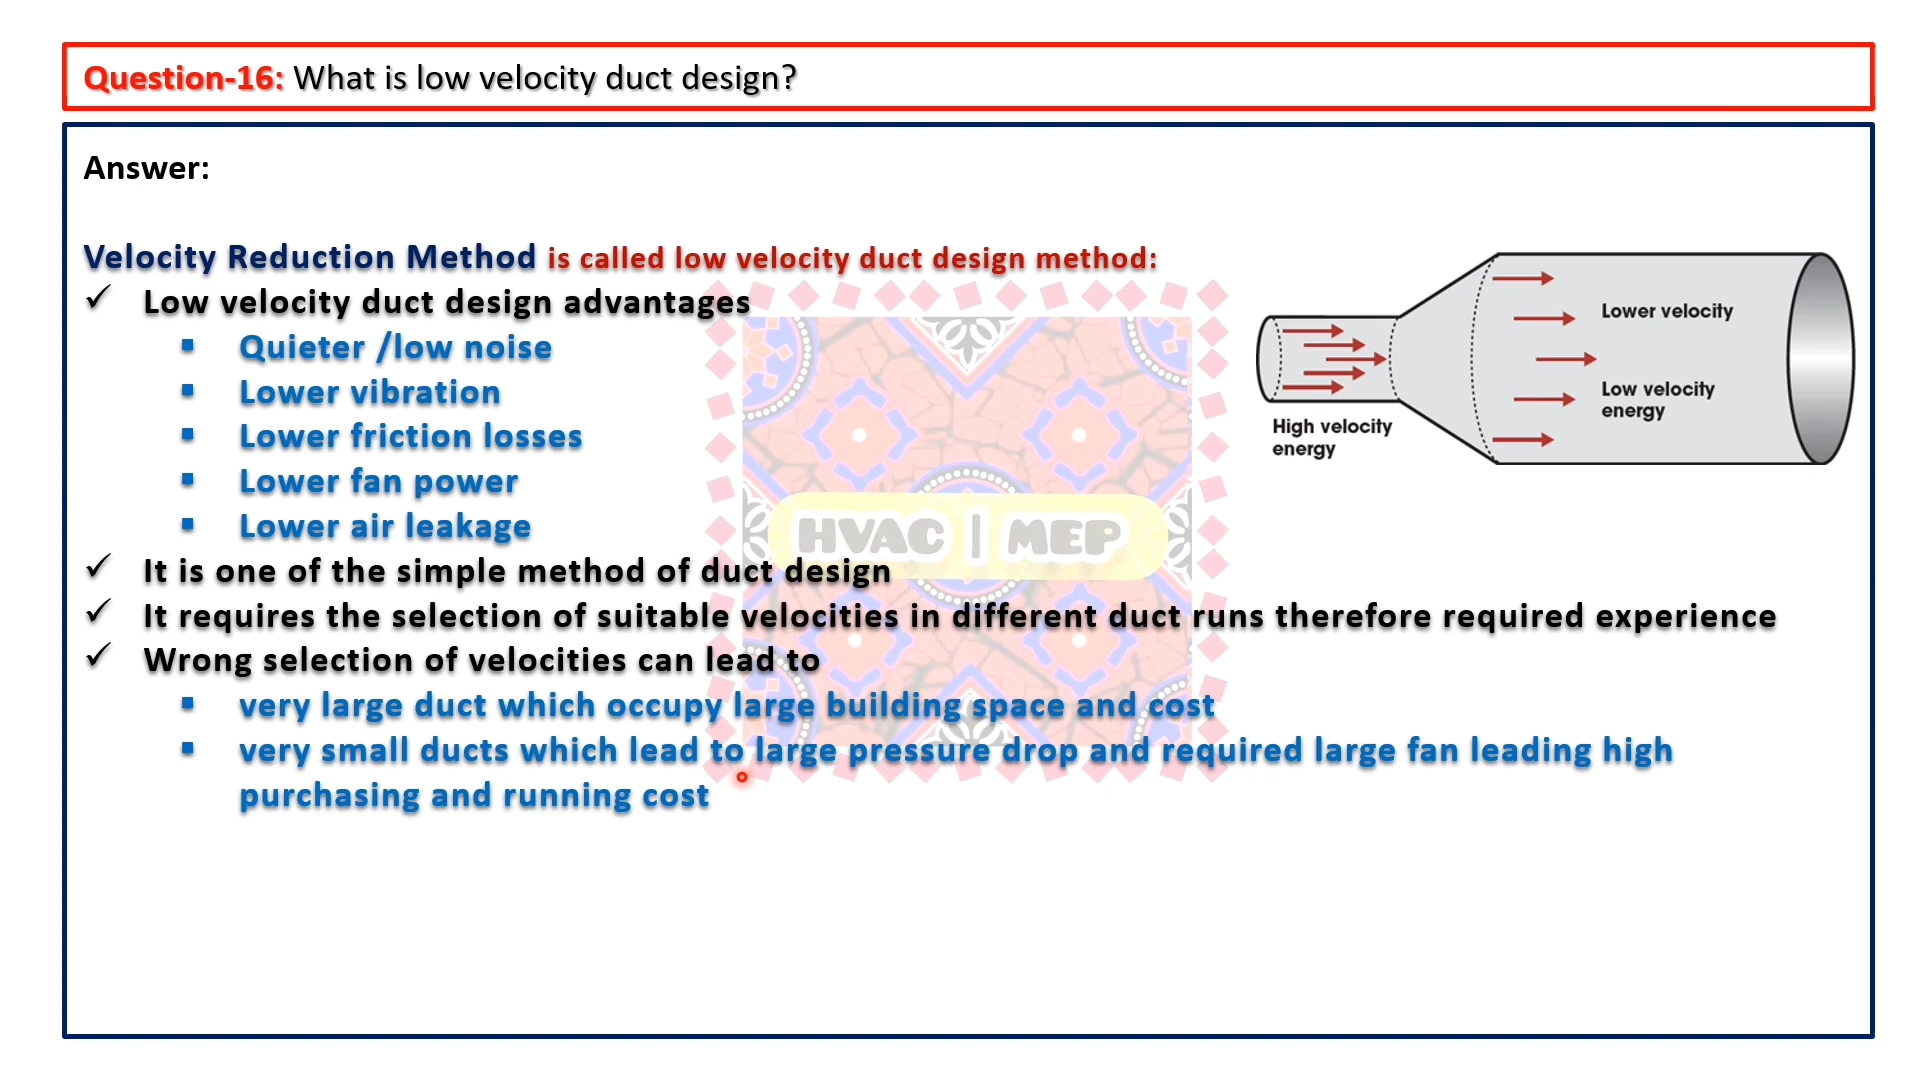 Question-16: What is low velocity duct design?
Answer:
Velocity Reduction Method is called low velocity duct design method:
✓ Low velocity duct design advantages
▪ Quieter /low noise
▪ Lower vibration
▪ Lower friction losses
▪ Lower fan power
▪ Lower air leakage
✓ It is one of the simple method of duct design
✓ It requires the selection of suitable velocities in different duct runs therefore required experience
✓ Wrong selection of velocities can lead to
▪ very large duct which occupy large building space and cost
▪ very small ducts which lead to large pressure drop and required large fan leading high
purchasing and running cost
Lower velocity
Low velocity
energy
High velocity
energy
HVAC | MEP